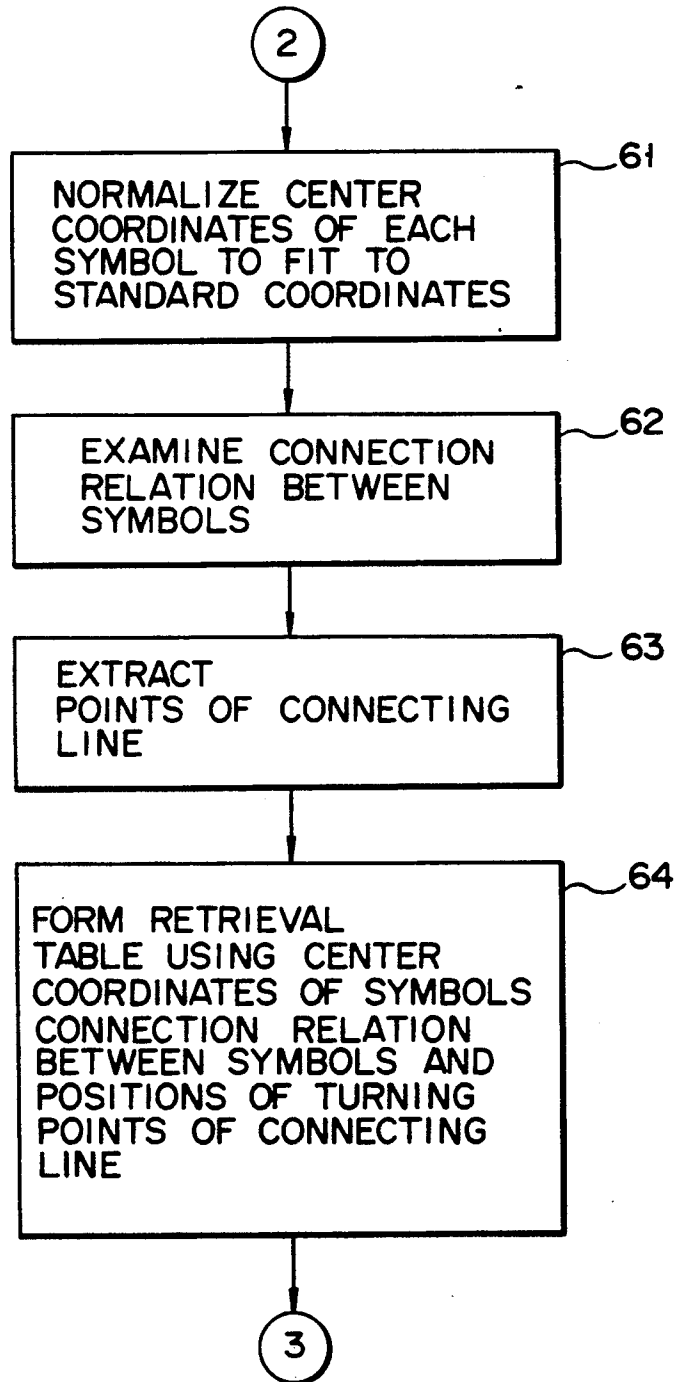 2
61
NORMALIZE CENTER
COORDINATES OF EACH
SYMBOL TO FIT TO
STANDARD COORDINATES
62
EXAMINE CONNECTION
RELATION BETWEEN
SYMBOLS
63
EXTRACT
POINTS OF CONNECTING
LINE
64
FORM RETRIEVAL
TABLE USING CENTER
COORDINATES OF SYMBOLS
CONNECTION RELATION
BETWEEN SYMBOLS AND
POSITIONS OF TURNING
POINTS OF CONNECTING
LINE
3